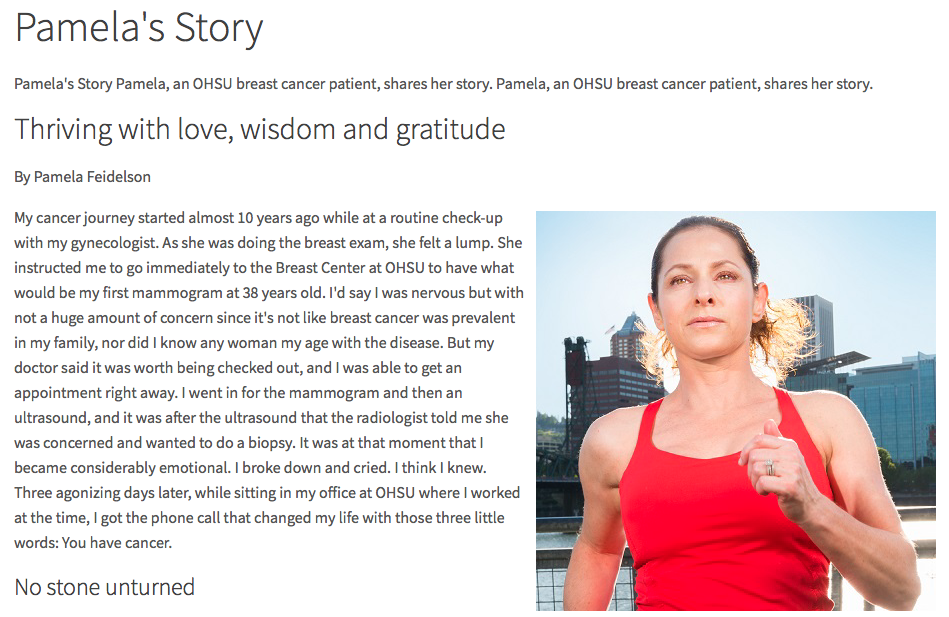 Pamela's Story
Pamela's Story Pamela, an OHSU breast cancer patient, shares her story. Pamela, an OHSU breast cancer patient, shares her story.
Thriving with love, wisdom and gratitude
By Pamela Feidelson
My cancer journey started almost 10 years ago while at a routine check-up
with my gynecologist. As she was doing the breast exam, she felt a lump. She
instructed me to go immediately to the Breast Center at OHSU to have what
would be my first mammogram at 38 years old. I'd say I was nervous but with
not a huge amount of concern since it's not like breast cancer was prevalent
in my family, nor did I know any woman my age with the disease. But my
doctor said it was worth being checked out, and I was able to get an
appointment right away. I went in for the mammogram and then an
ultrasound, and it was after the ultrasound that the radiologist told me she
was concerned and wanted to do a biopsy. It was at that moment that I
became considerably emotional. I broke down and cried. I think I knew.
Three agonizing days later, while sitting in my office at OHSU where I worked
at the time, I got the phone call that changed my life with those three little
words: You have cancer.
No stone unturned